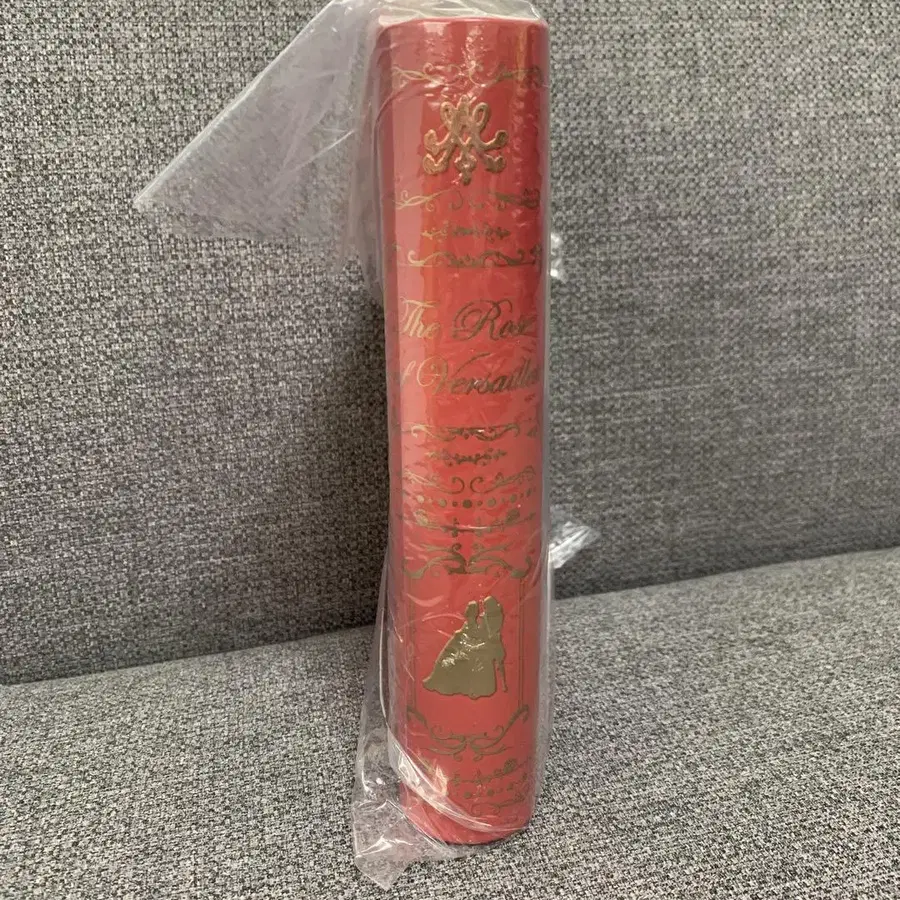 The Rose
of Versailles